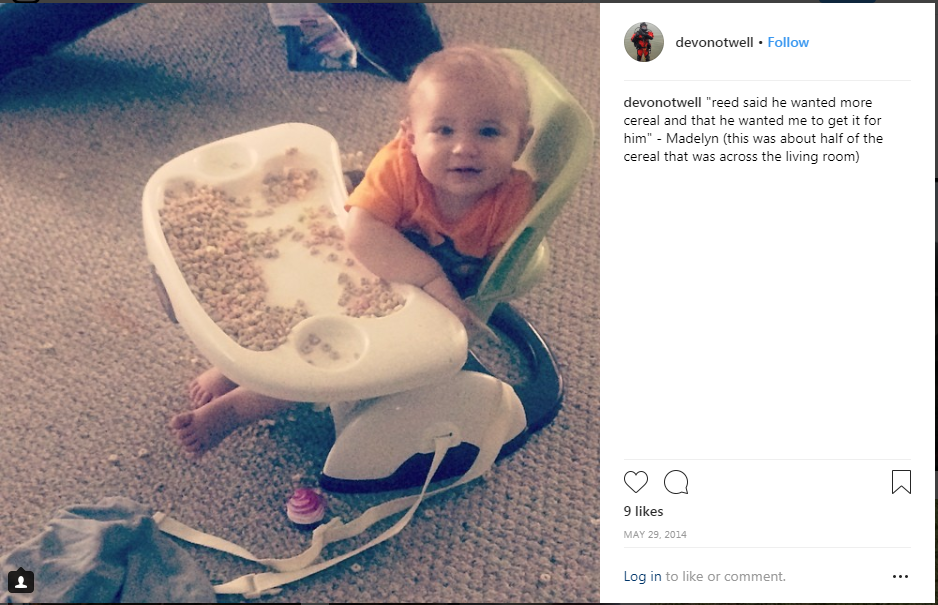 devonotwell • Follow
devonotwell "reed said he wanted more
cereal and that he wanted me to get it for
him" - Madelyn (this was about half of the
cereal that was across the living room)
9 likes
MAY 29, 2014
Log in to like or comment.